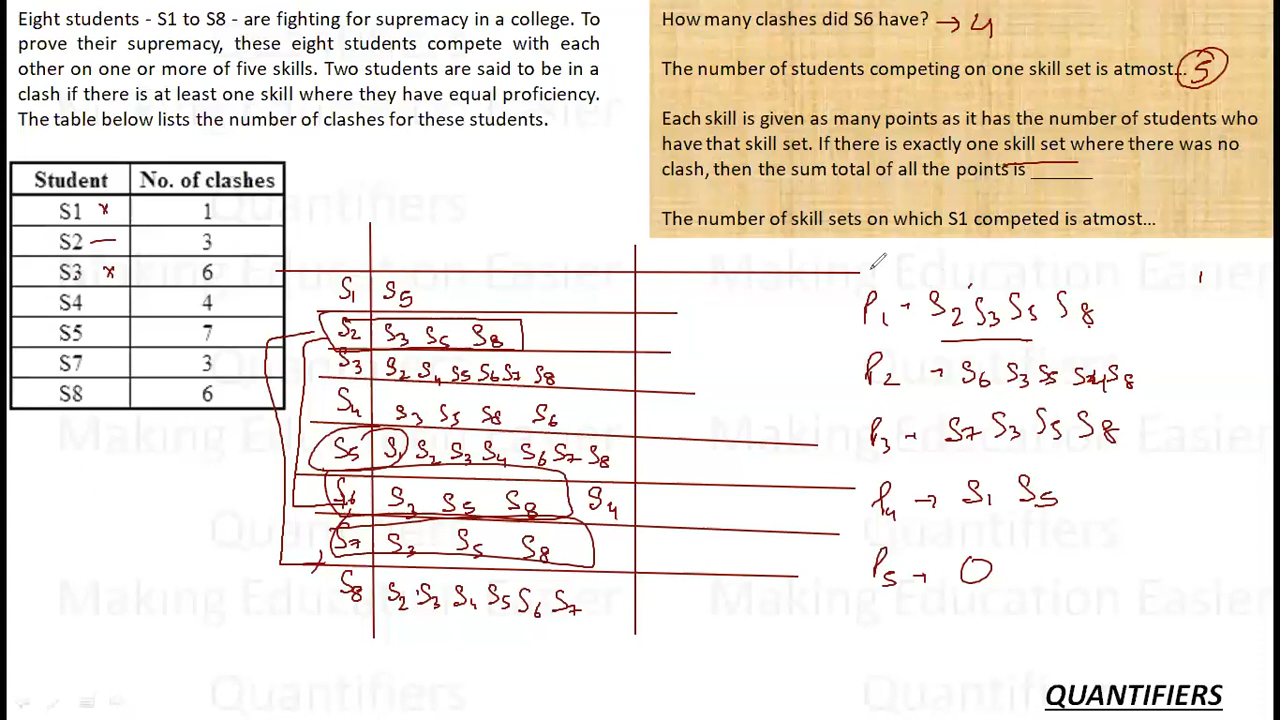 Eight students - S1 to S8 - are fighting for supremacy in a college. To
prove their supremacy, these eight students compete with each
other on one or more of five skills. Two students are said to be in a
clash if there is at least one skill where they have equal proficiency.
The table below lists the number of clashes for these students.
How many clashes did S6 have? → 4
The number of students competing on one skill set is atmost... 5
Each skill is given as many points as it has the number of students who
have that skill set. If there is exactly one skill set where there was no
clash, then the sum total of all the points is ______
The number of skill sets on which S1 competed is atmost...
Student No. of clashes
S1 x 1
S2 — 3
S3 x 6
S4 4
S5 7
S7 3
S8 6
S1 S5
S2 S3 S5 S8
S3 S2 S4 S5 S6 S7 S8
S4 S3 S5 S8 S6
S5 S1 S2 S3 S4 S6 S7 S8
S6 S3 S5 S8 S4
S7 S3 S5 S8
S8 S2 S3 S4 S5 S6 S7
P1 → S2 S3 S5 S8
P2 → S6 S3 S5 S4 S8
P3 → S7 S3 S5 S8
P4 → S1 S5
P5 → 0
Quantifiers
Making Education Easier
QUANTIFIERS